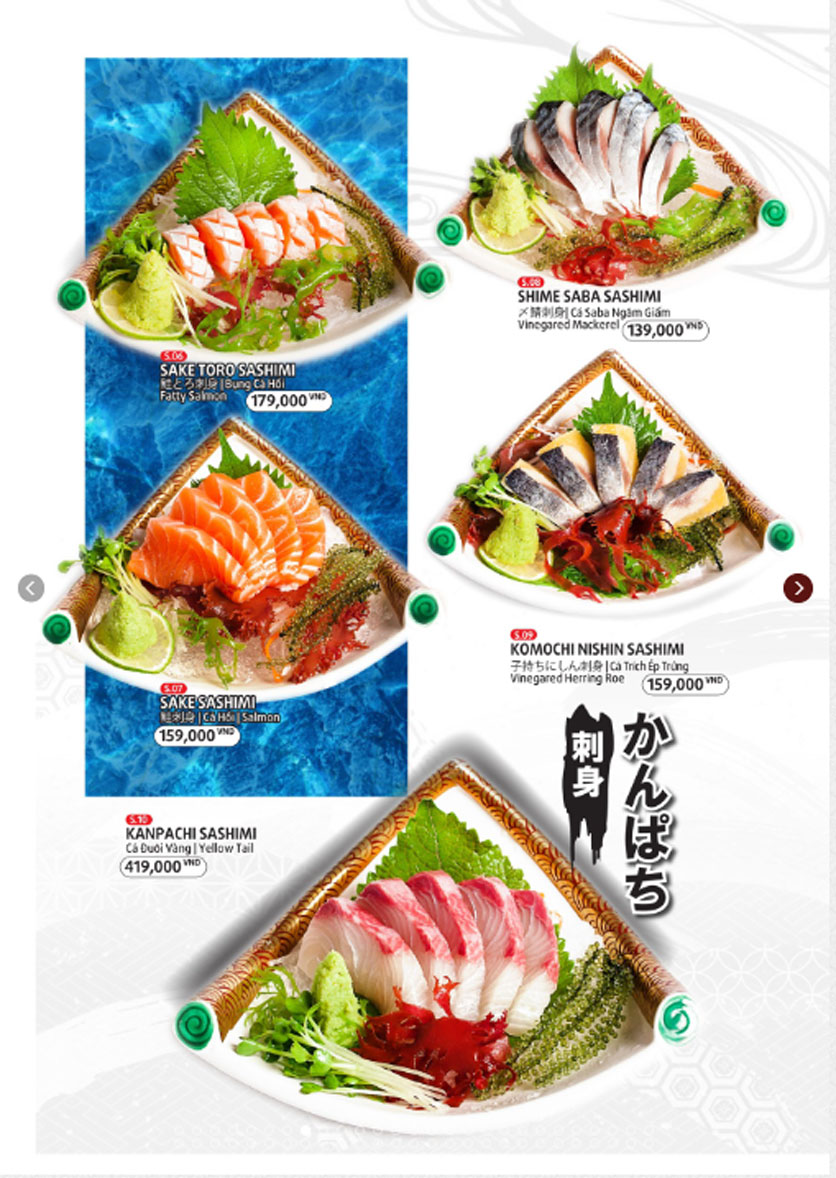 S.06
SAKE TORO SASHIMI
鮭とろ刺身 | Bụng Cá Hồi
Fatty Salmon 179,000 VND
S.07
SAKE SASHIMI
鮭刺身 | Cá Hồi | Salmon
159,000 VND
S.08
SHIME SABA SASHIMI
〆鯖刺身 | Cá Saba Ngâm Giấm
Vinegared Mackerel 139,000 VND
S.09
KOMOCHI NISHIN SASHIMI
子持ちにしん刺身 | Cá Trích Ép Trứng
Vinegared Herring Roe 159,000 VND
かんぱち
刺身
S.10
KANPACHI SASHIMI
Cá Đuôi Vàng | Yellow Tail
419,000 VND